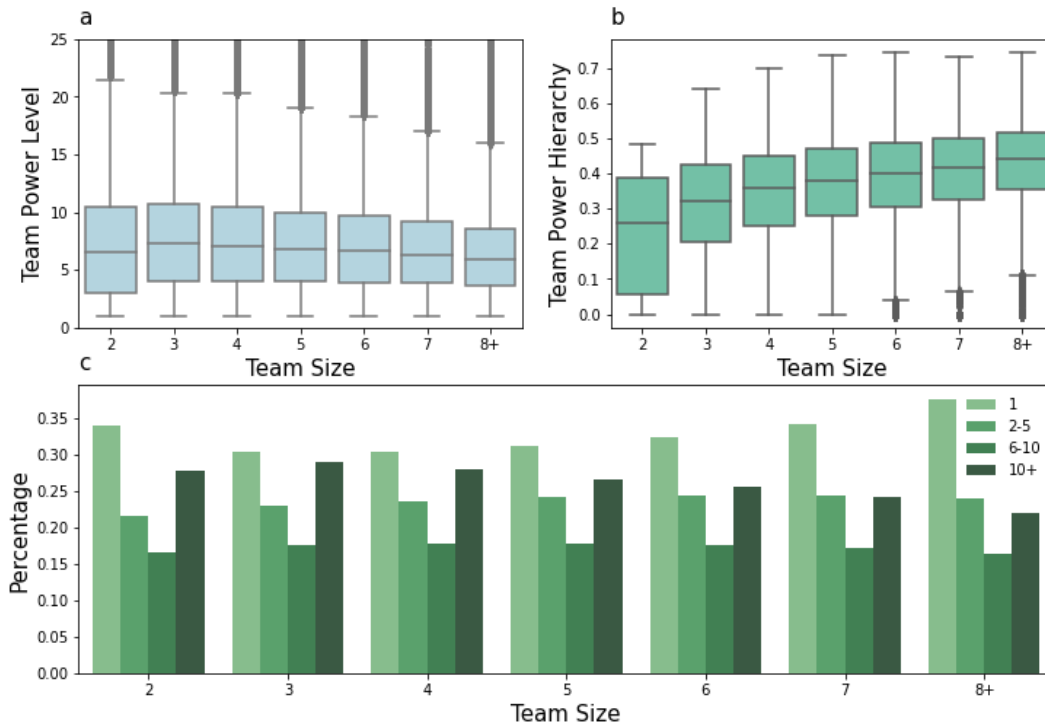 a
25
20
15
10
5
0
Team Power Level
2 3 4 5 6 7 8+
Team Size
b
0.7
0.6
0.5
0.4
0.3
0.2
0.1
0.0
Team Power Hierarchy
2 3 4 5 6 7 8+
Team Size
c
0.35
0.30
0.25
0.20
0.15
0.10
0.05
0.00
Percentage
1
2-5
6-10
10+
2 3 4 5 6 7 8+
Team Size